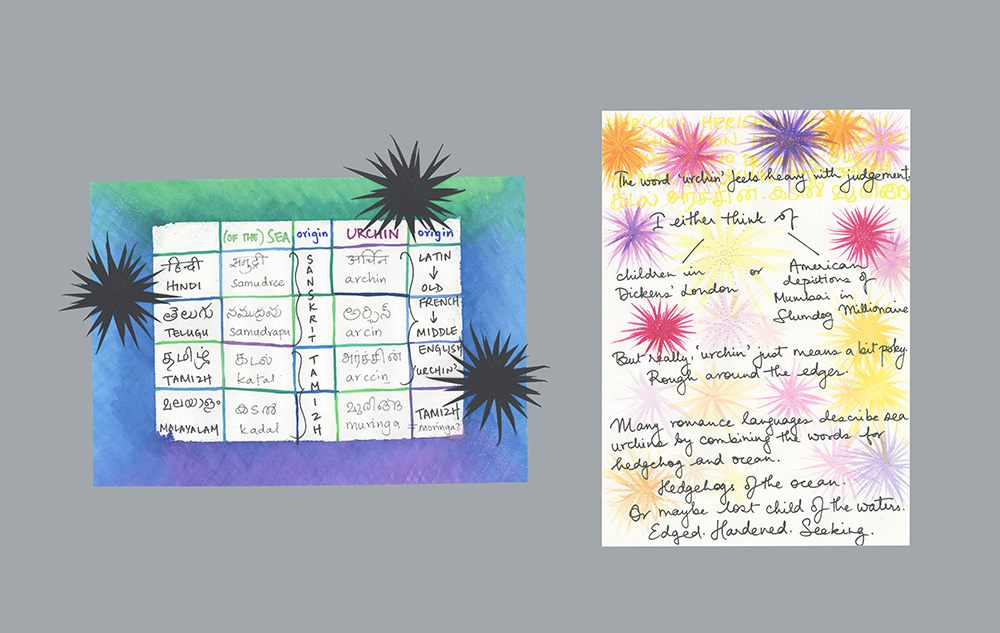 (OF THE) SEA origin URCHIN origin
हिन्दी समुद्री अर्चिन LATIN
HINDI samudree archin ↓ OLD
తెలుగు సముద్రపు అర్చిన్ FRENCH ↓
TELUGU samudrapu arcin MIDDLE
SANSKRIT
தமிழ் கடல் அர்ச்சின் ENGLISH
TAMIZH katal arccin 'URCHIN'
മലയാളം കടൽ മുരിങ്ങ TAMIZH
MALAYALAM kadal muringa = moringa?
TAMIZH
The word 'urchin' feels heavy with judgement.
I either think of
children in
Dickens' London
or
American
depictions of
Mumbai in
Slumdog Millionaire
But really, 'urchin' just means a bit poky.
Rough around the edges.
Many romance languages describe sea
urchins by combining the words for
hedgehog and ocean.
Hedgehogs of the ocean.
Or maybe lost child of the waters.
Edged. Hardened. Seeking.